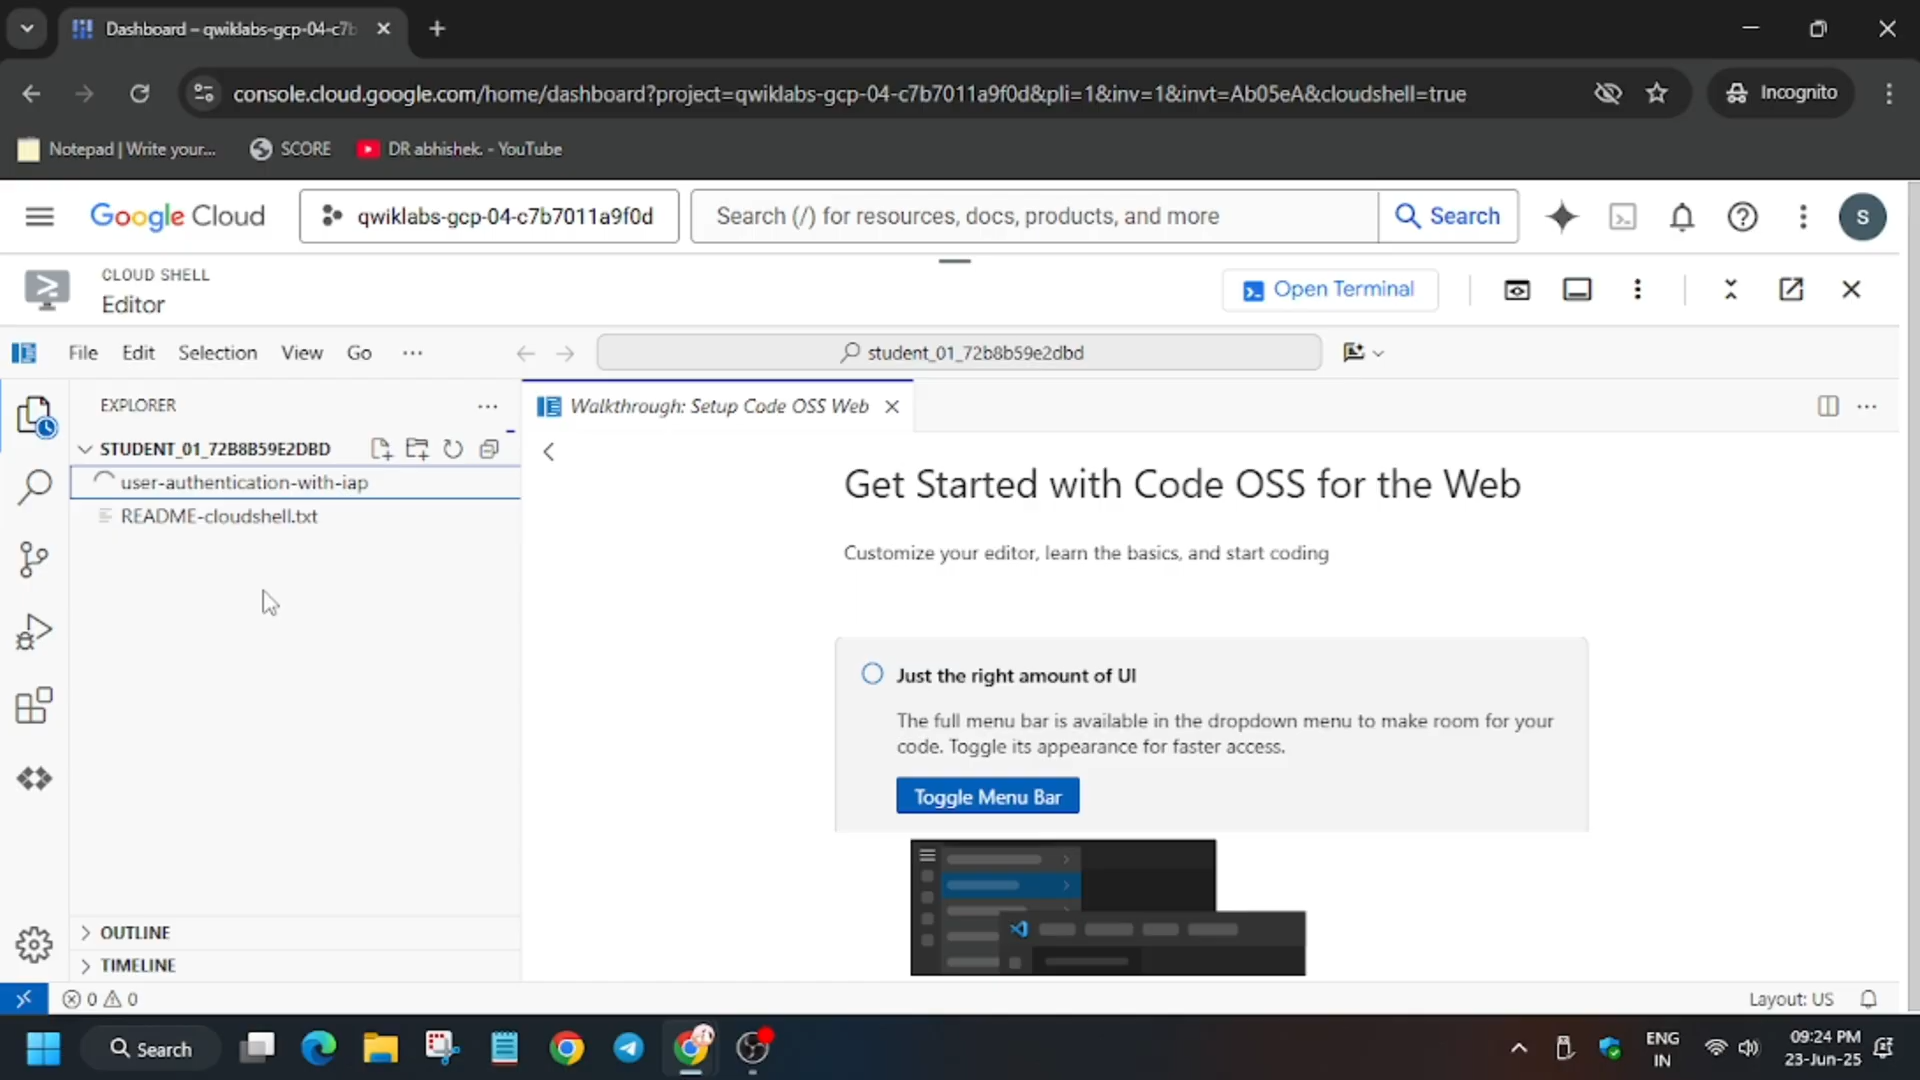 Dashboard – qwiklabs-gcp-04-c7b
console.cloud.google.com/home/dashboard?project=qwiklabs-gcp-04-c7b7011a9f0d&pli=1&inv=1&invt=Ab05eA&cloudshell=true
Incognito
Notepad | Write your...
SCORE
DR abhishek. - YouTube
Google Cloud
qwiklabs-gcp-04-c7b7011a9f0d
Search (/) for resources, docs, products, and more
Search
S
CLOUD SHELL
Editor
Open Terminal
File Edit Selection View Go ...
student_01_72b8b59e2dbd
EXPLORER
Walkthrough: Setup Code OSS Web
STUDENT_01_72B8B59E2DBD
user-authentication-with-iap
README-cloudshell.txt
Get Started with Code OSS for the Web
Customize your editor, learn the basics, and start coding
Just the right amount of UI
The full menu bar is available in the dropdown menu to make room for your
code. Toggle its appearance for faster access.
Toggle Menu Bar
OUTLINE
TIMELINE
0 0
Layout: US
Search
ENG
IN
09:24 PM
23-Jun-25